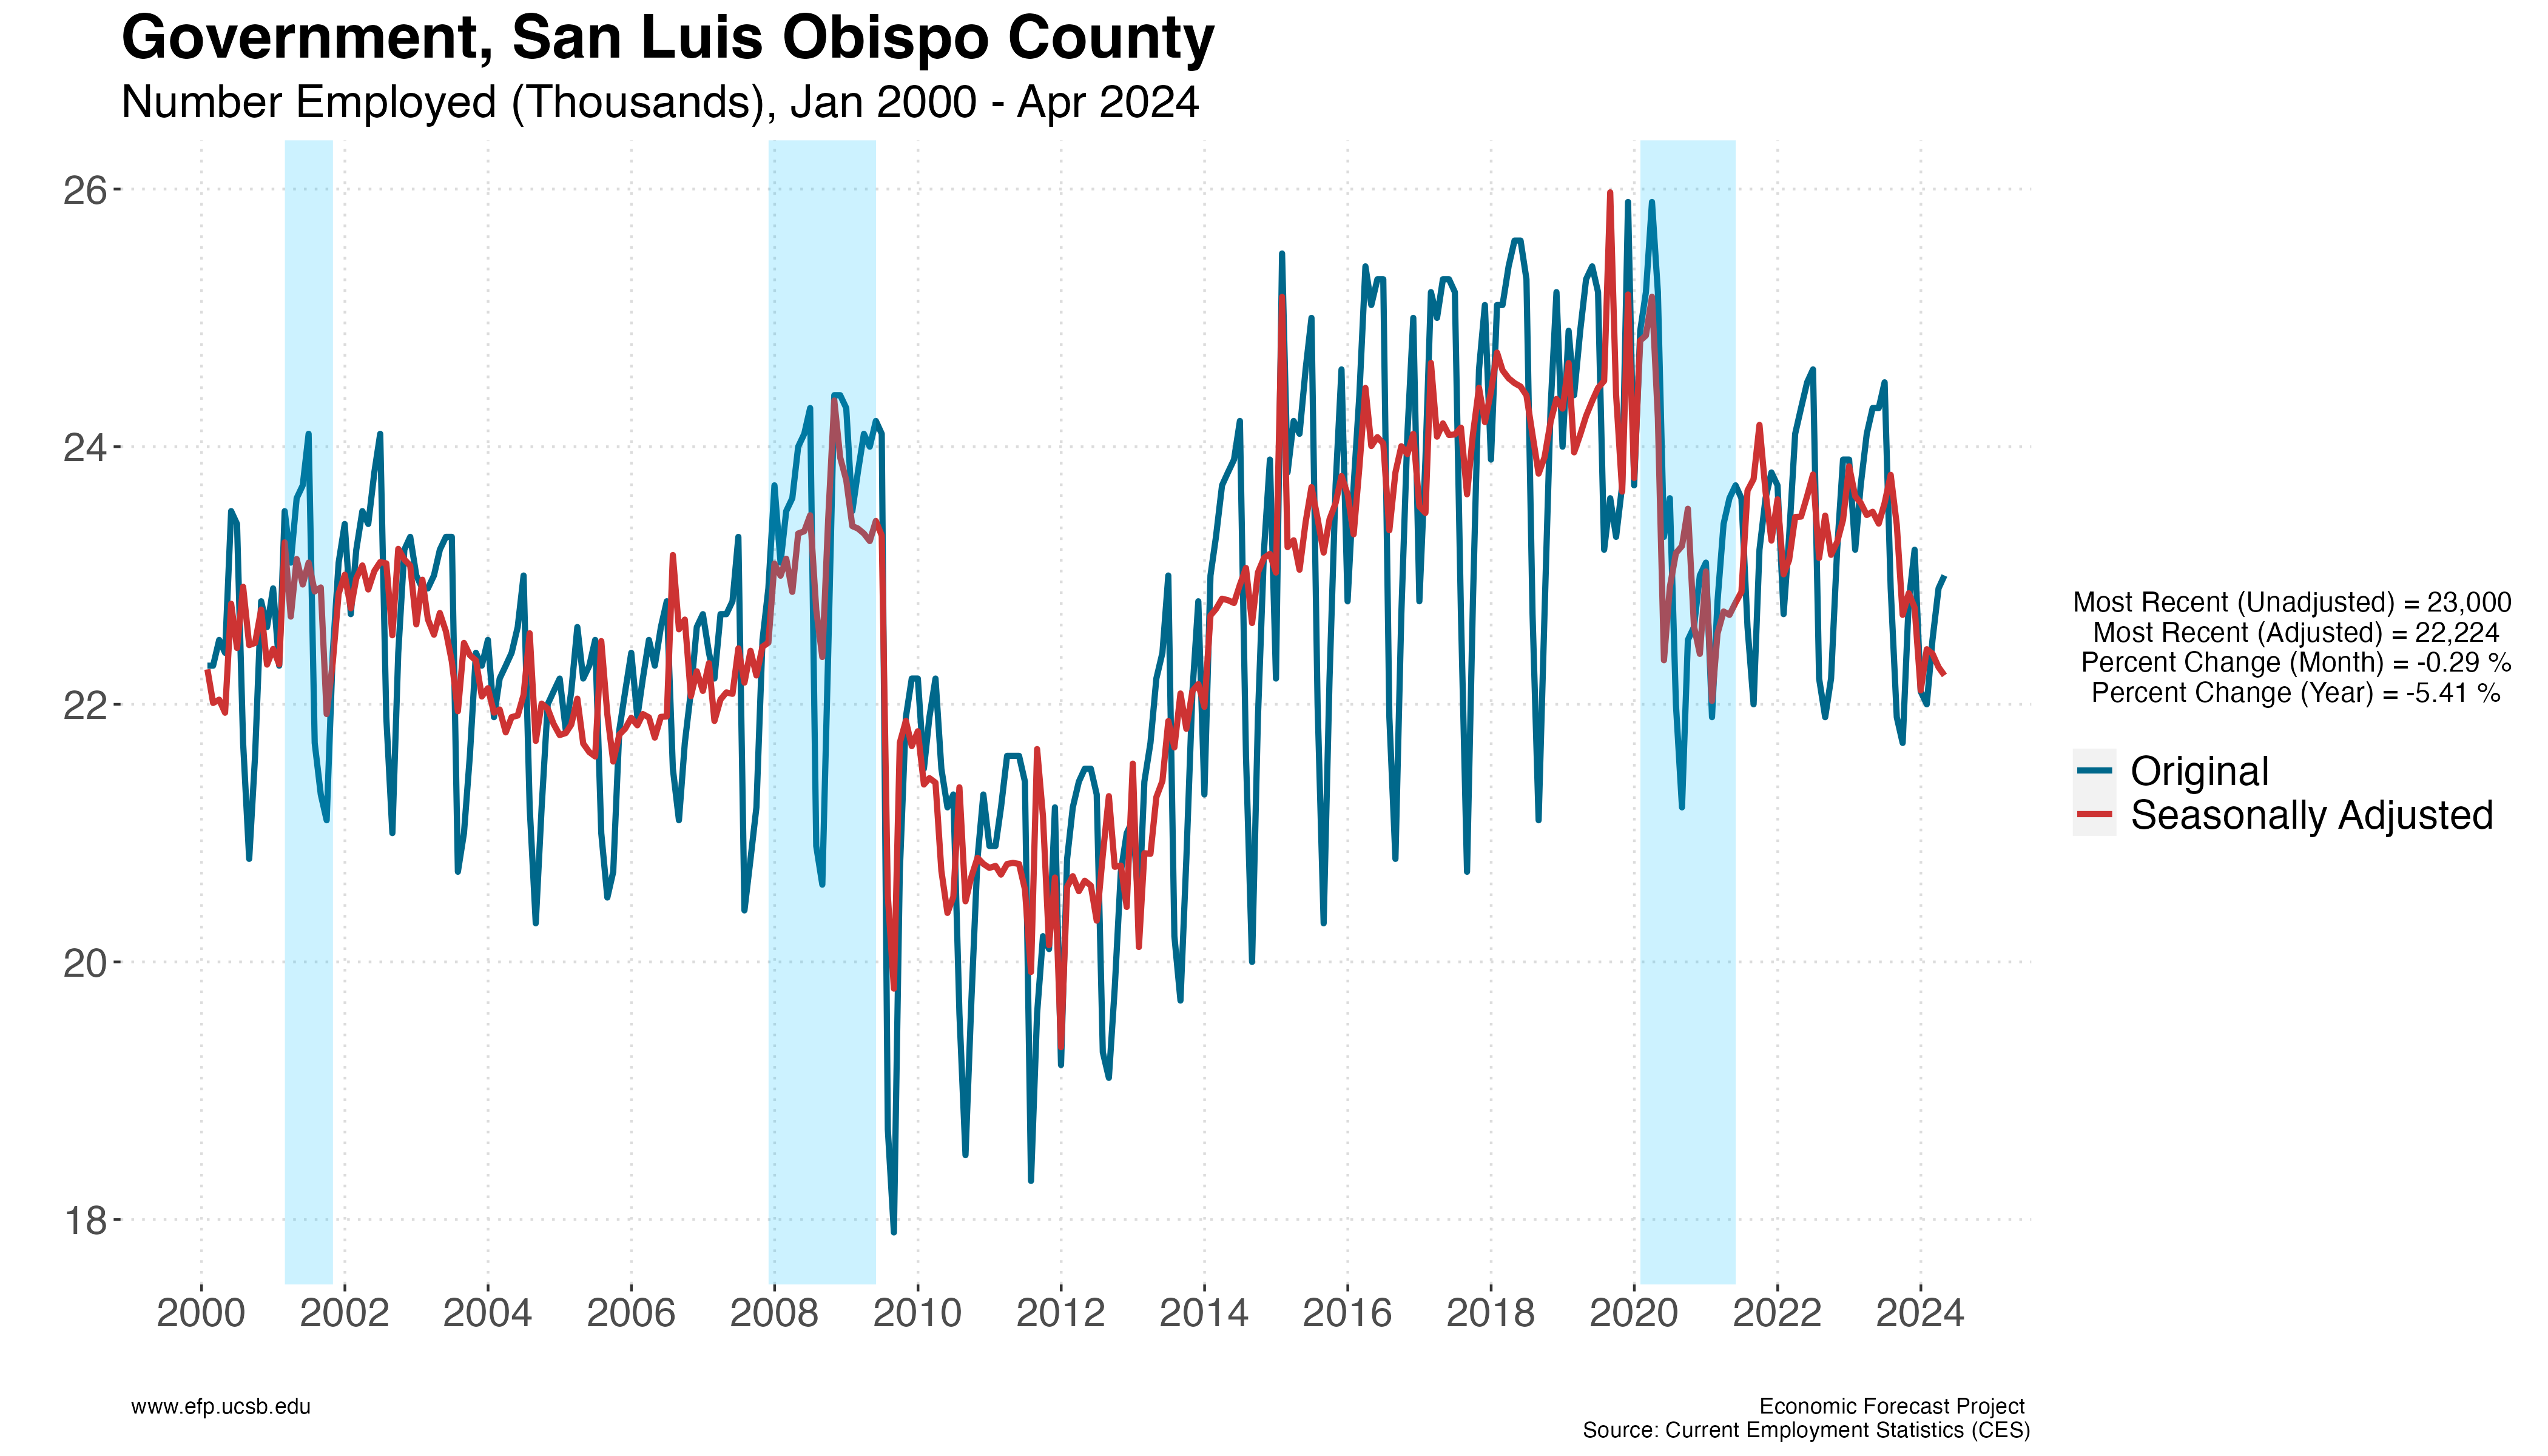 Government, San Luis Obispo County
Number Employed (Thousands), Jan 2000 - Apr 2024
26
24
22
20
18
2000 2002 2004 2006 2008 2010 2012 2014 2016 2018 2020 2022 2024
Most Recent (Unadjusted) = 23,000
Most Recent (Adjusted) = 22,224
Percent Change (Month) = -0.29 %
Percent Change (Year) = -5.41 %
Original
Seasonally Adjusted
www.efp.ucsb.edu
Economic Forecast Project
Source: Current Employment Statistics (CES)